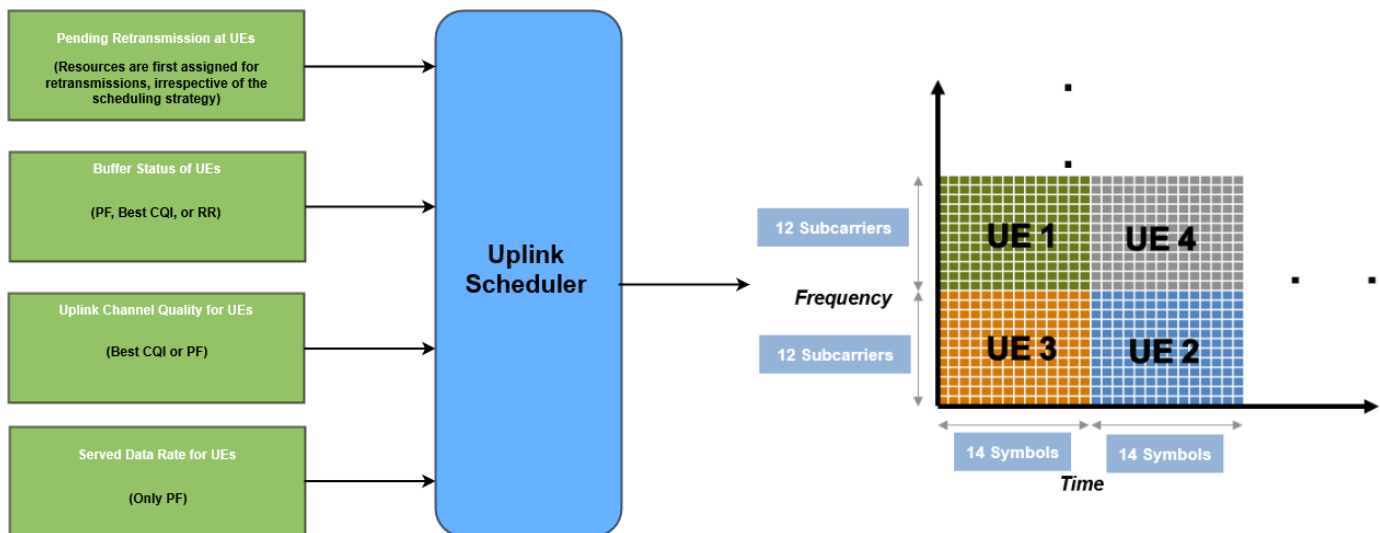 Pending Retransmission at UEs
(Resources are first assigned for
retransmissions, irrespective of the
scheduling strategy)
Buffer Status of UEs
(PF, Best CQI, or RR)
Uplink Channel Quality for UEs
(Best CQI or PF)
Served Data Rate for UEs
(Only PF)
Uplink
Scheduler
12 Subcarriers
Frequency
12 Subcarriers
UE 1
UE 4
UE 3
UE 2
14 Symbols
14 Symbols
Time